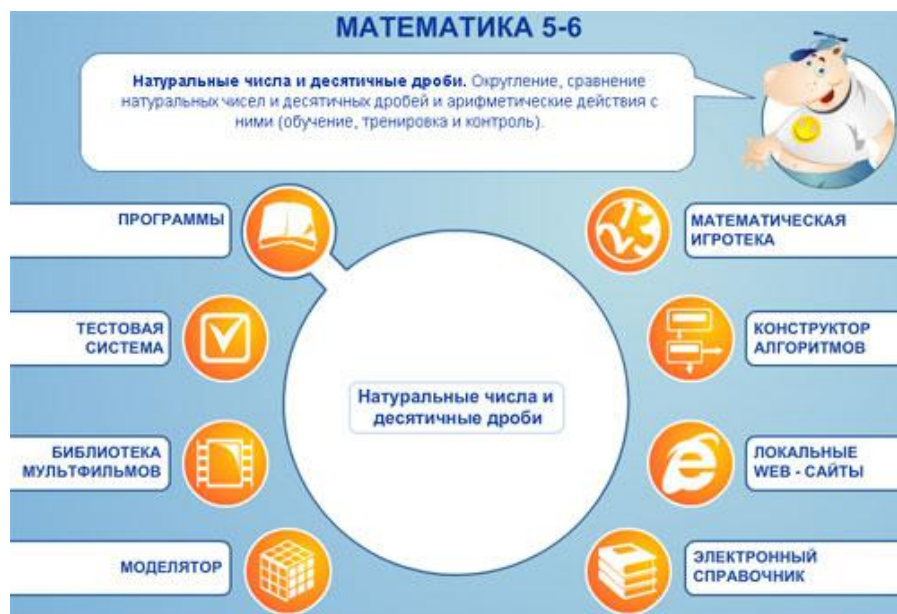 МАТЕМАТИКА 5-6
Натуральные числа и десятичные дроби. Округление, сравнение
натуральных чисел и десятичных дробей и арифметические действия с
ними (обучение, тренировка и контроль).
ПРОГРАММЫ
ТЕСТОВАЯ
СИСТЕМА
БИБЛИОТЕКА
МУЛЬТФИЛЬМОВ
МОДЕЛЯТОР
Натуральные числа и
десятичные дроби
МАТЕМАТИЧЕСКАЯ
ИГРОТЕКА
КОНСТРУКТОР
АЛГОРИТМОВ
ЛОКАЛЬНЫЕ
WEB - САЙТЫ
ЭЛЕКТРОННЫЙ
СПРАВОЧНИК